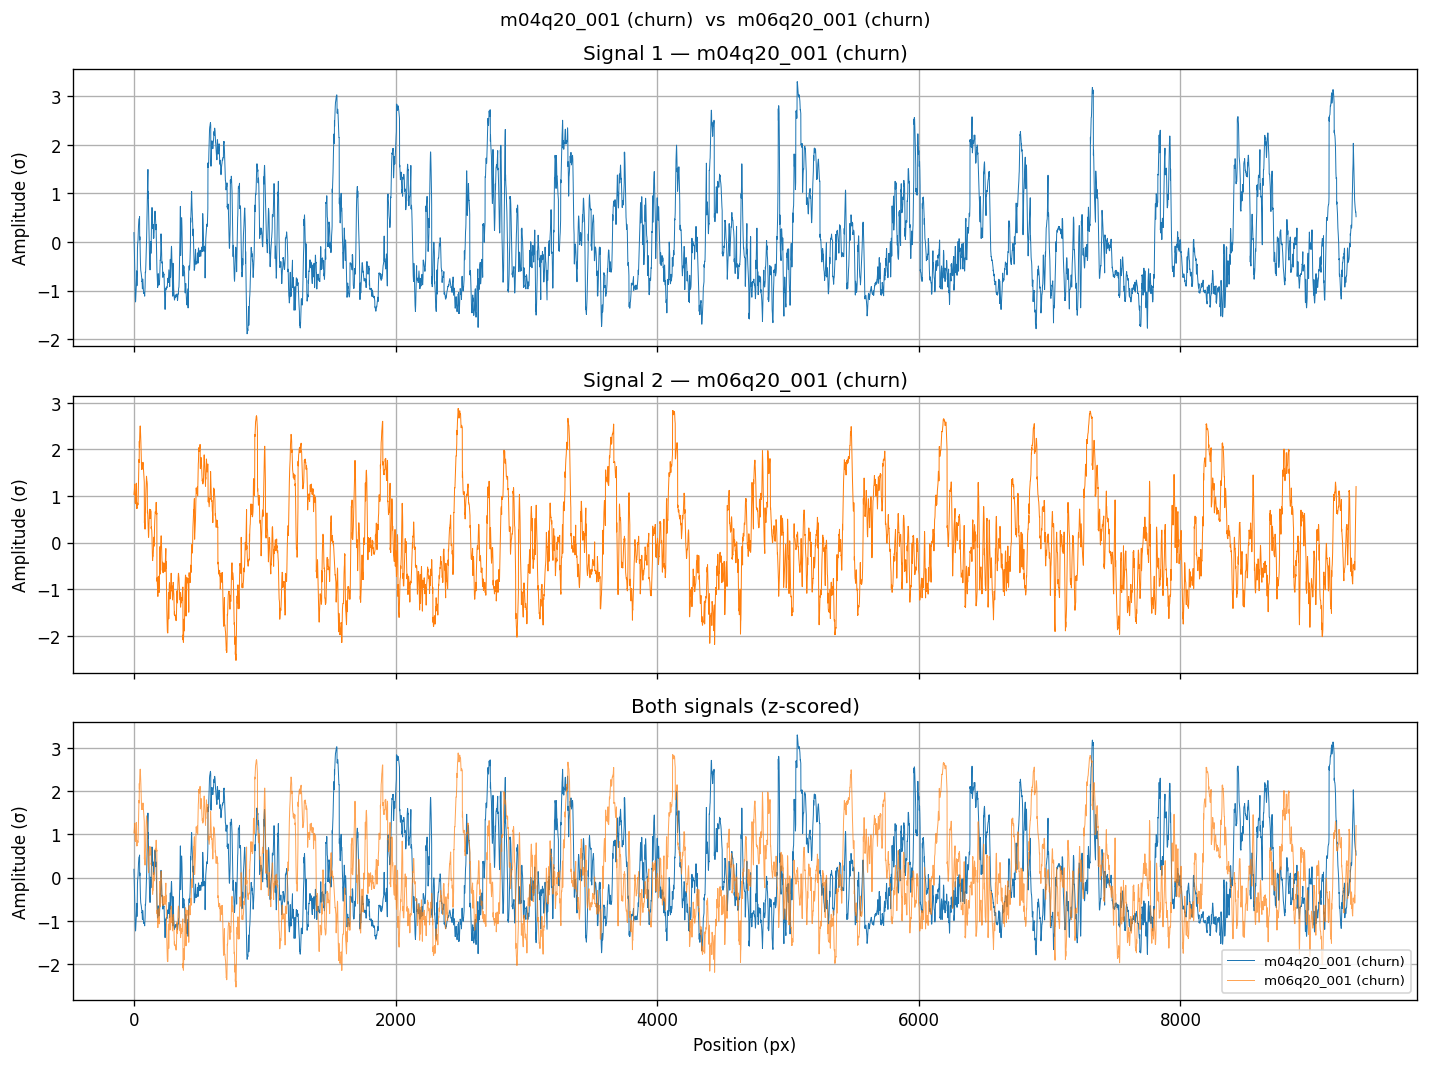 m04q20_001 (churn)  vs  m06q20_001 (churn)
Signal 1 — m04q20_001 (churn)
Amplitude (σ)
3
2
1
0
−1
−2
Signal 2 — m06q20_001 (churn)
Amplitude (σ)
3
2
1
0
−1
−2
Both signals (z-scored)
Amplitude (σ)
3
2
1
0
−1
−2
m04q20_001 (churn)
m06q20_001 (churn)
0 2000 4000 6000 8000
Position (px)